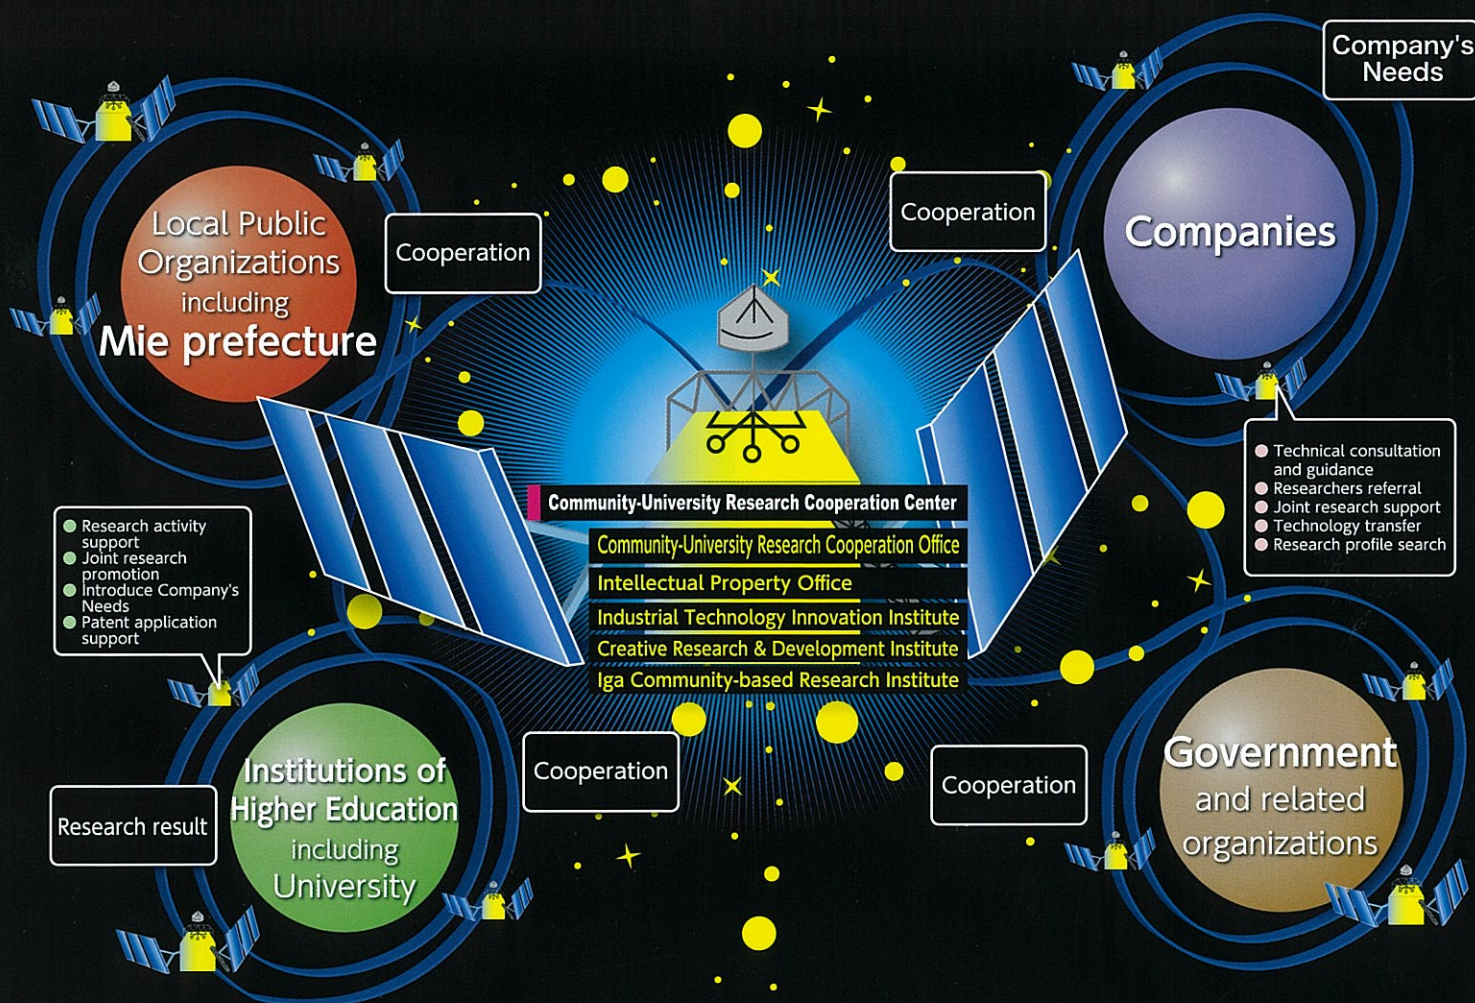 Company's
Needs
Cooperation
Companies
Local Public
Organizations
including
Mie prefecture
Cooperation
Technical consultation
and guidance
Researchers referral
Joint research support
Technology transfer
Research profile search
Community-University Research Cooperation Center
Community-University Research Cooperation Office
Intellectual Property Office
Industrial Technology Innovation Institute
Creative Research & Development Institute
Iga Community-based Research Institute
Research activity
support
Joint research
promotion
Introduce Company's
Needs
Patent application
support
Institutions of
Higher Education
including
University
Research result
Cooperation
Cooperation
Government
and related
organizations